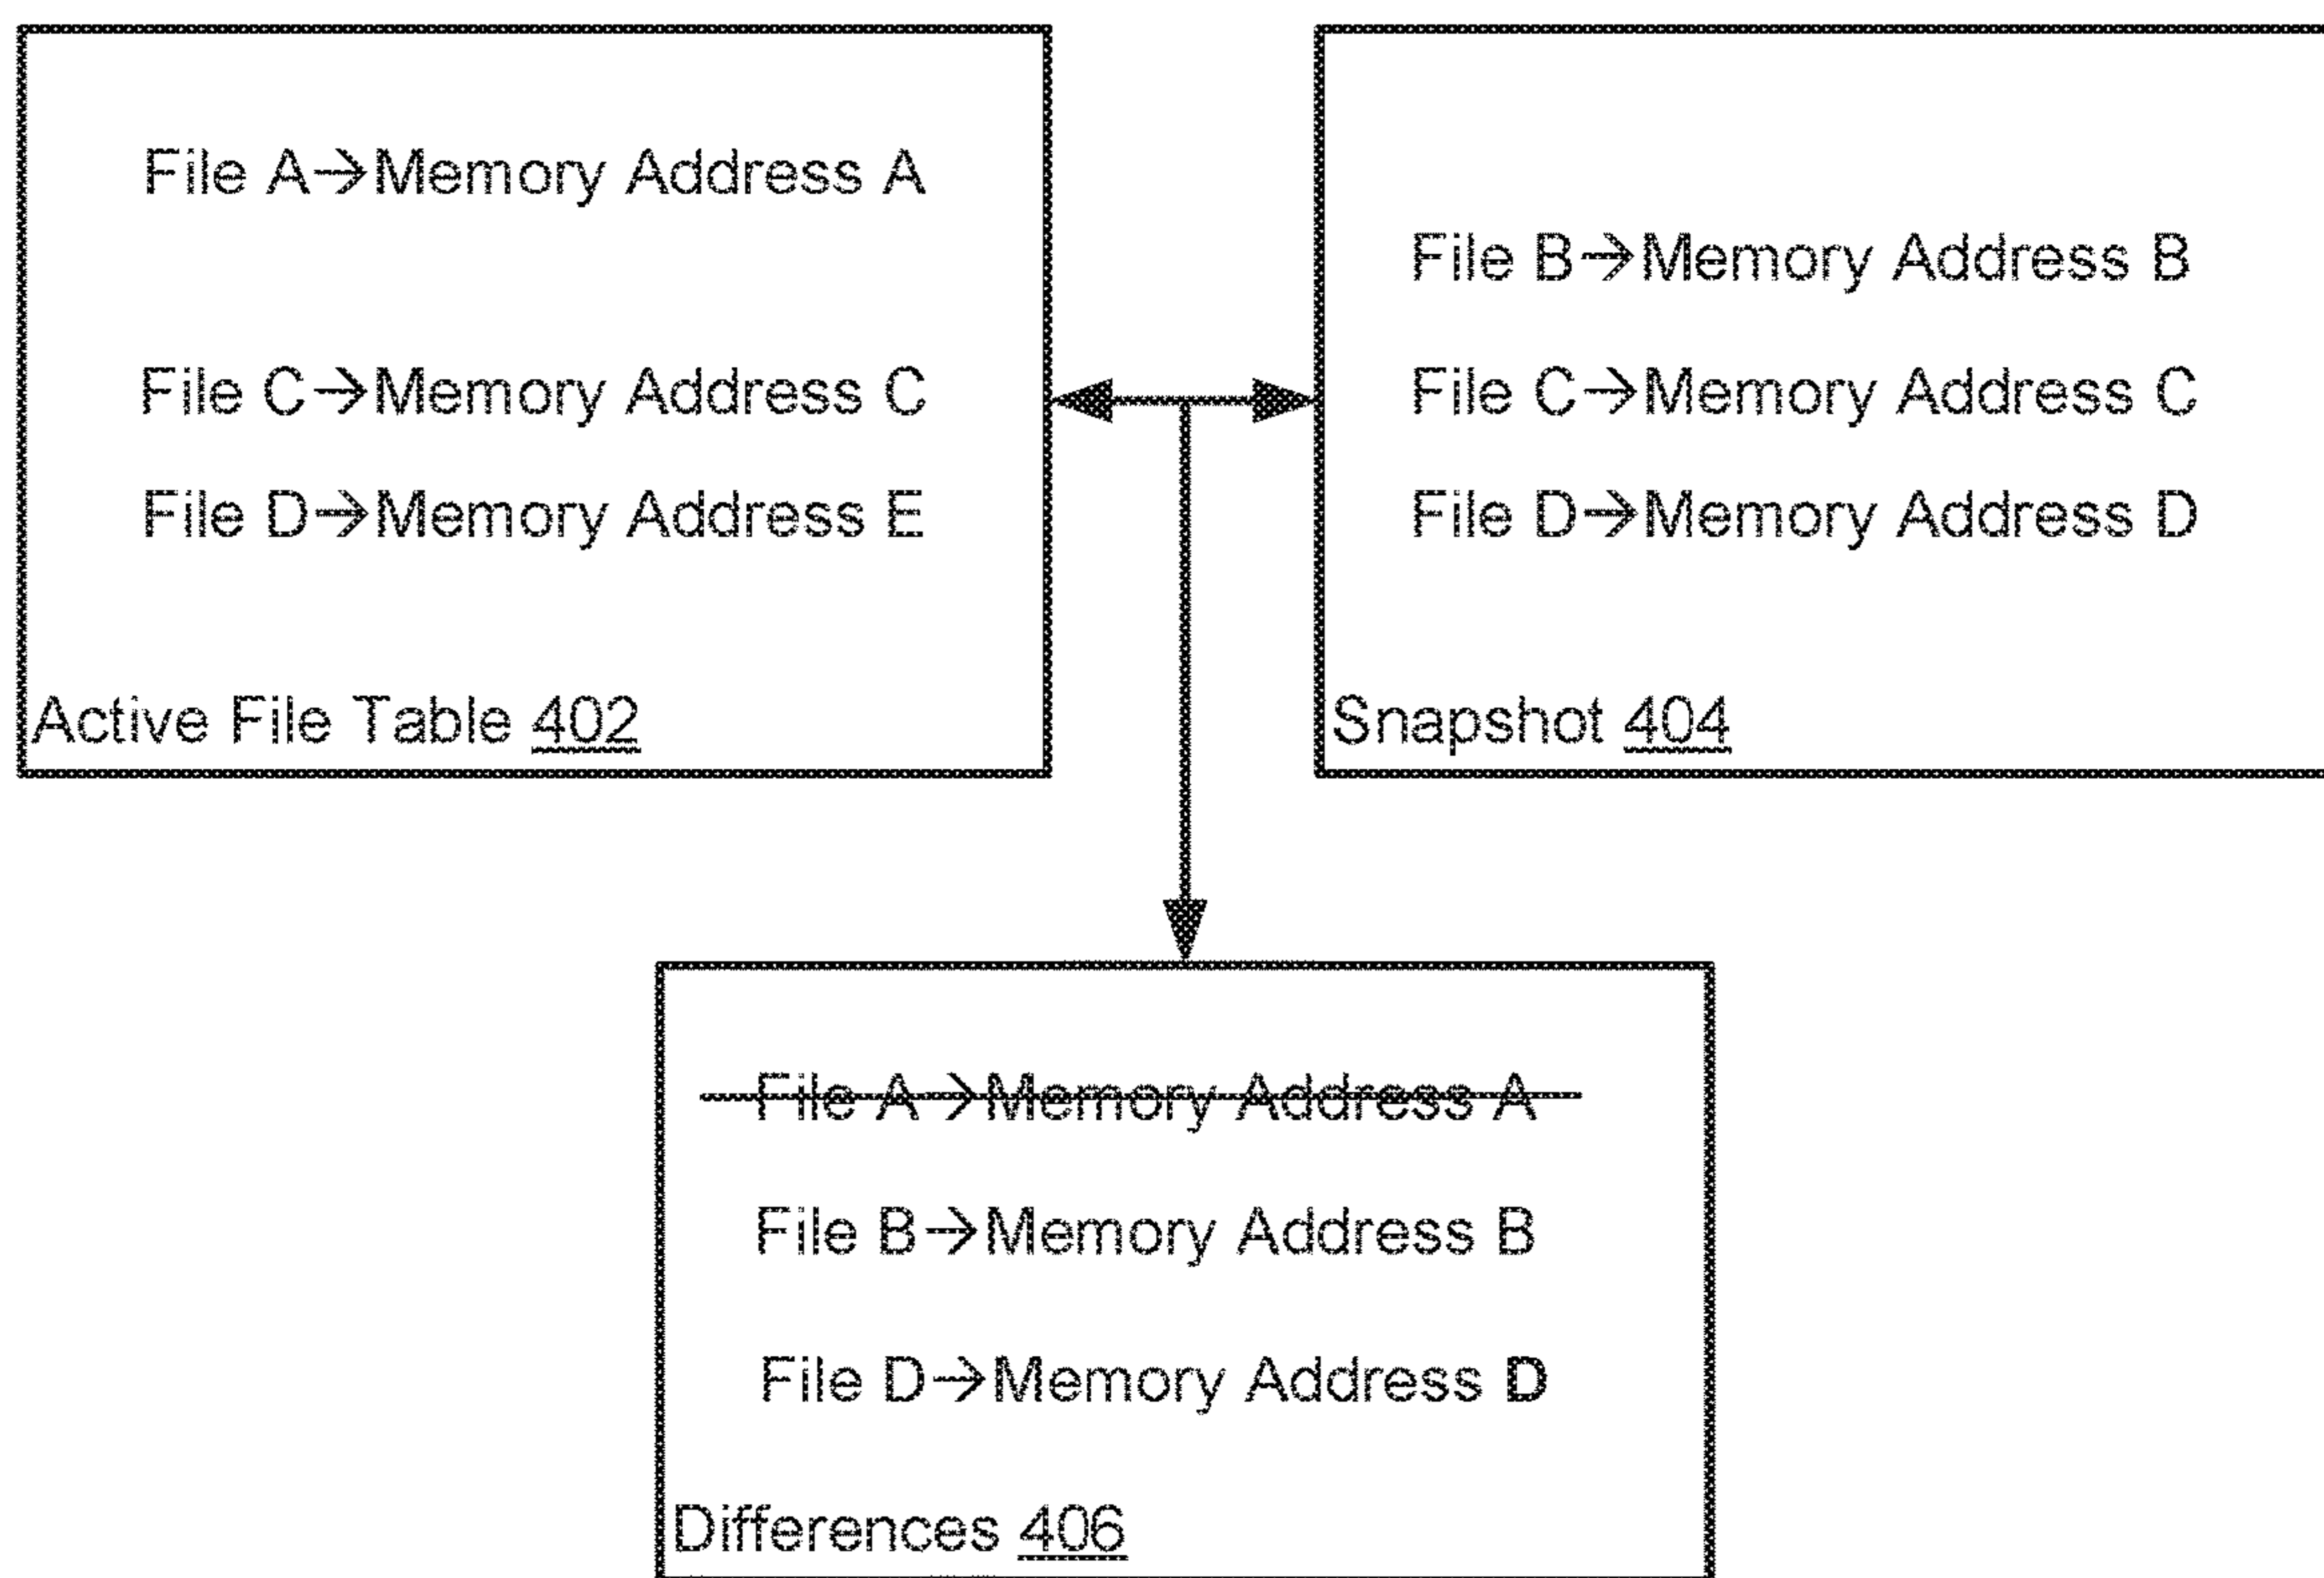 File A→Memory Address A
File C→Memory Address C
File D→Memory Address E
Active File Table 402
File B→Memory Address B
File C→Memory Address C
File D→Memory Address D
Snapshot 404
File A→Memory Address A
File B→Memory Address B
File D→Memory Address D
Differences 406